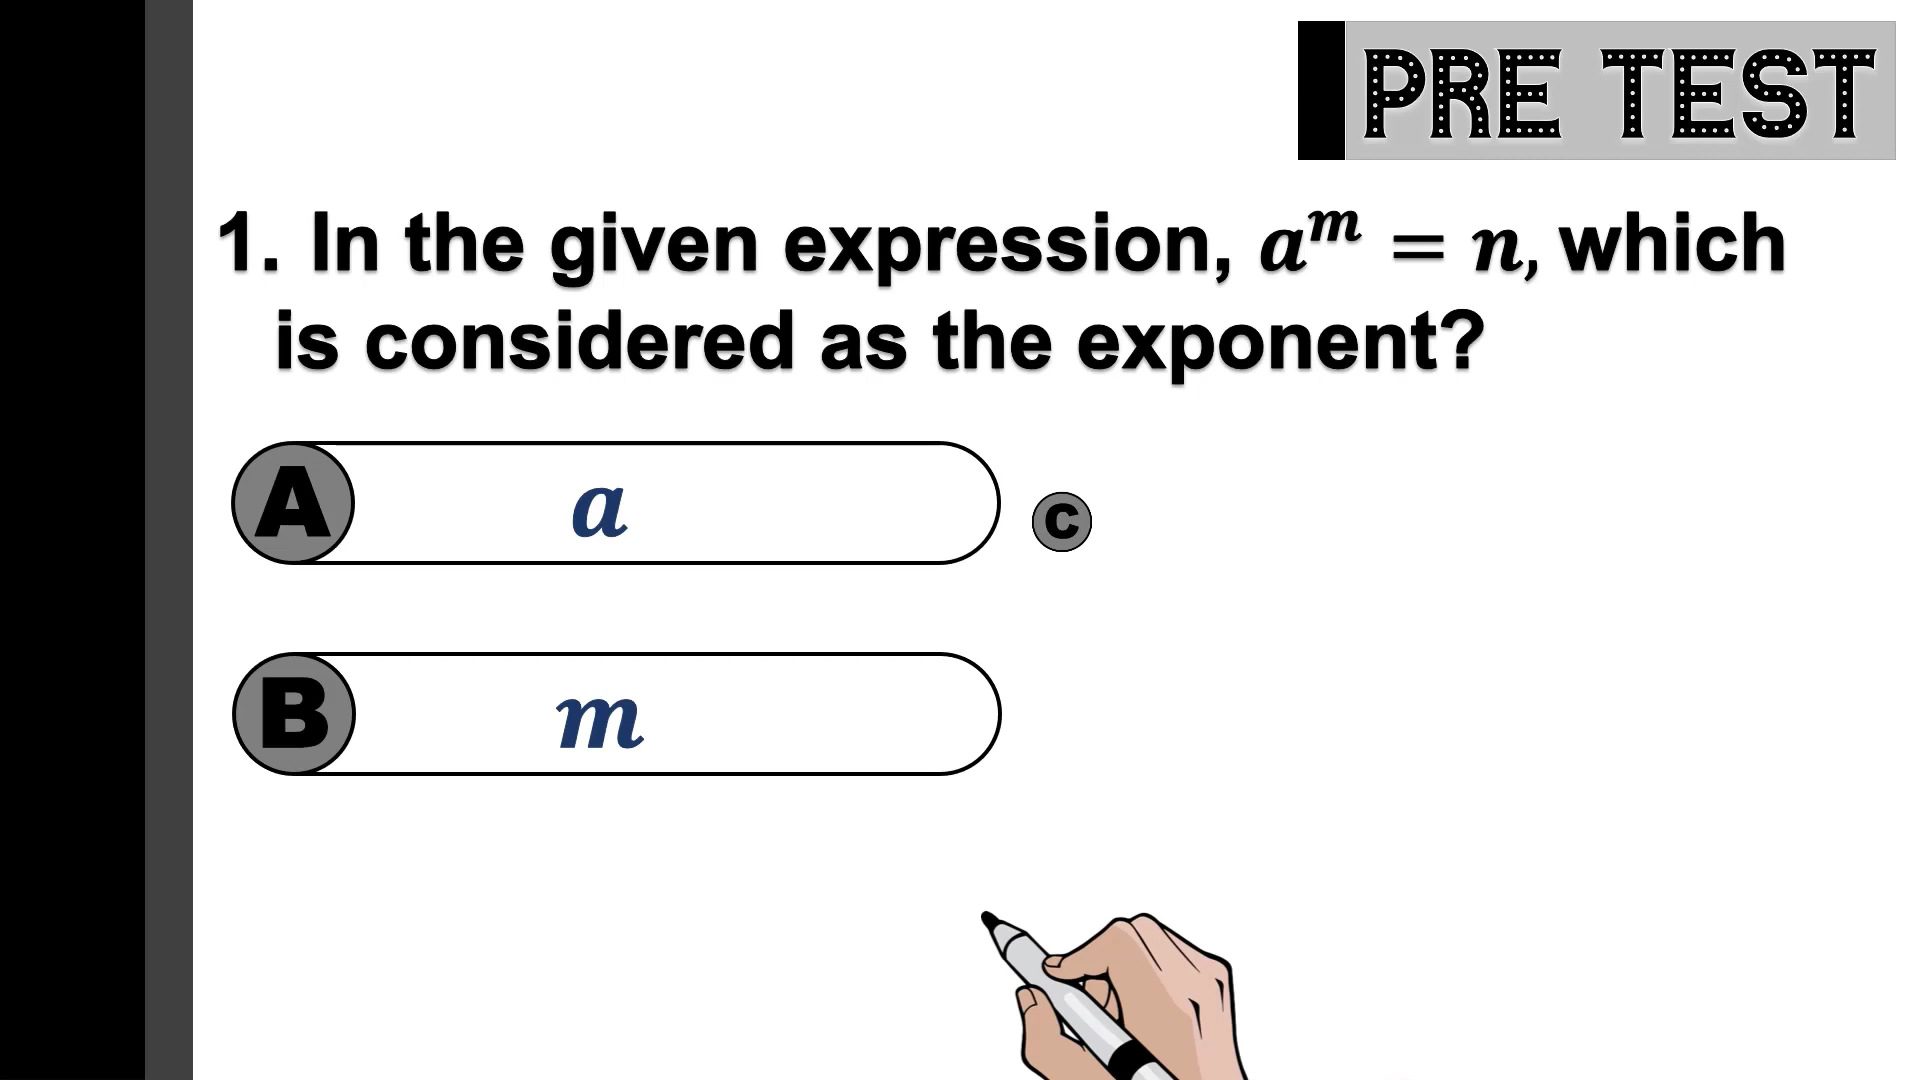 PRE TEST
1. In the given expression, aᵐ = n, which
is considered as the exponent?
A a
C
B m